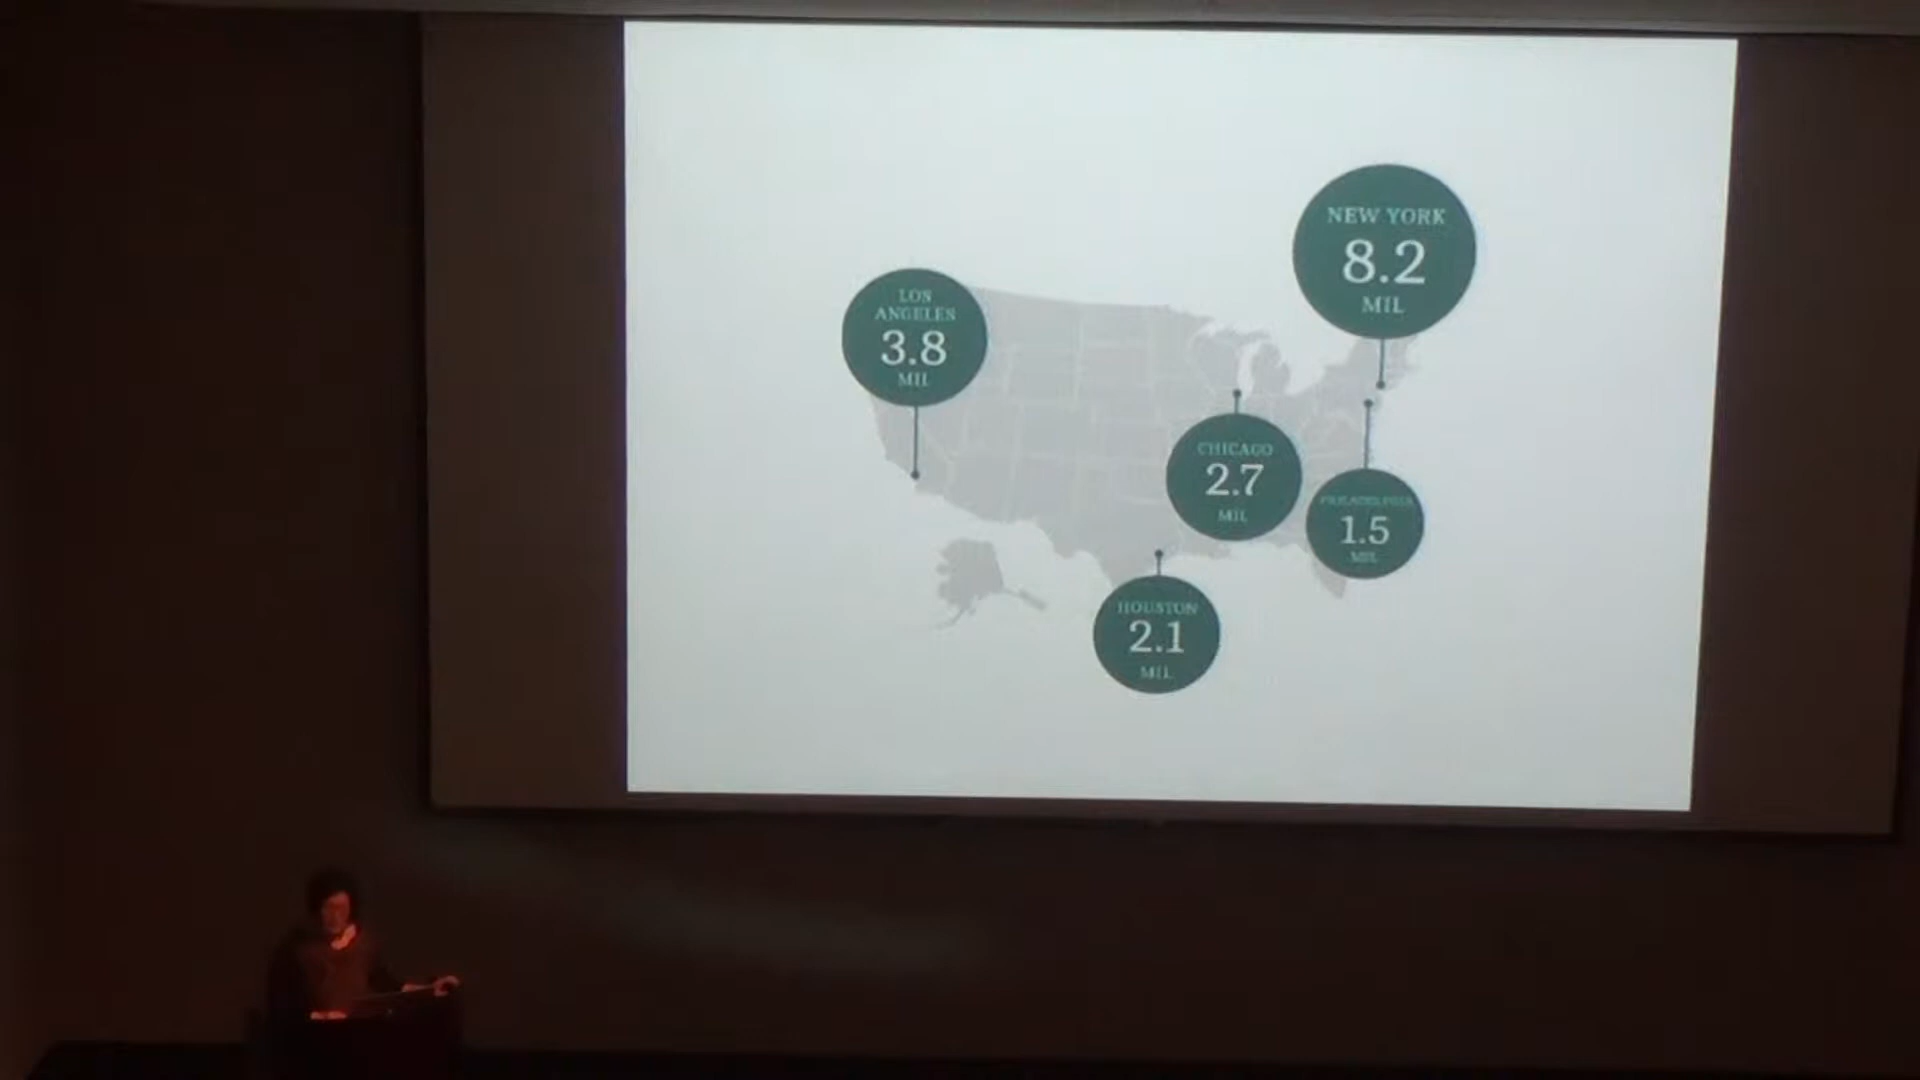 NEW YORK
8.2
MIL
LOS
ANGELES
3.8
MIL
CHICAGO
2.7
MIL
PHILADELPHIA
1.5
MIL
HOUSTON
2.1
MIL